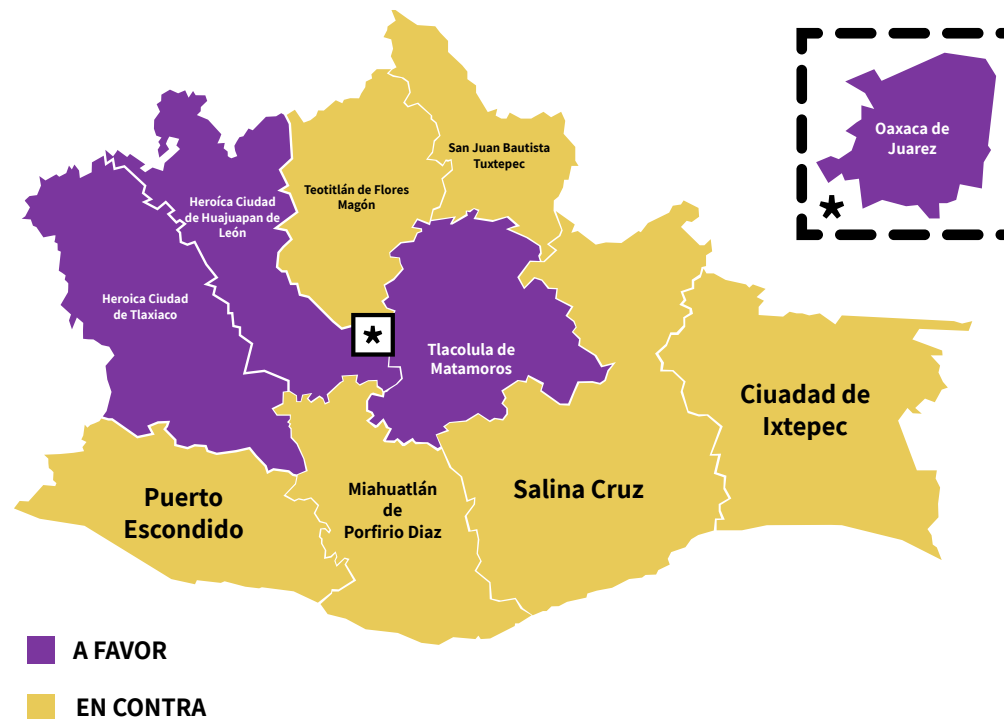 Oaxaca de
Juarez
*
San Juan Bautista
Tuxtepec
Teotitlán de Flores
Magón
Heroíca Ciudad
de Huajuapan de
León
Heroica Ciudad
de Tlaxiaco
*
Tlacolula de
Matamoros
Ciuadad de
Ixtepec
Salina Cruz
Miahuatlán
de
Porfirio Diaz
Puerto
Escondido
A FAVOR
EN CONTRA